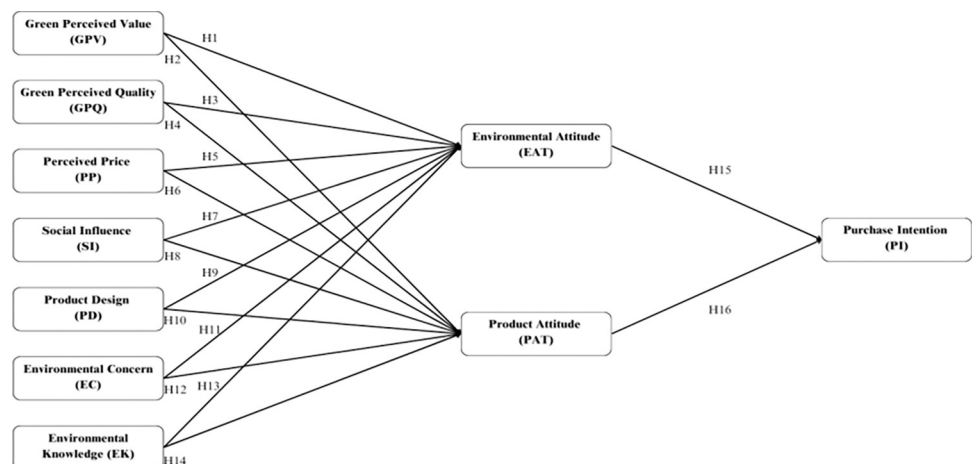 Green Perceived Value
(GPV)
H1
H2
Green Perceived Quality
(GPQ)
H3
H4
Perceived Price
(PP)
H5
H6
Social Influence
(SI)
H7
H8
Product Design
(PD)
H9
H10
Environmental Concern
(EC)
H11
H12
Environmental
Knowledge (EK)
H13
H14
Environmental Attitude
(EAT)
Product Attitude
(PAT)
H15
H16
Purchase Intention
(PI)